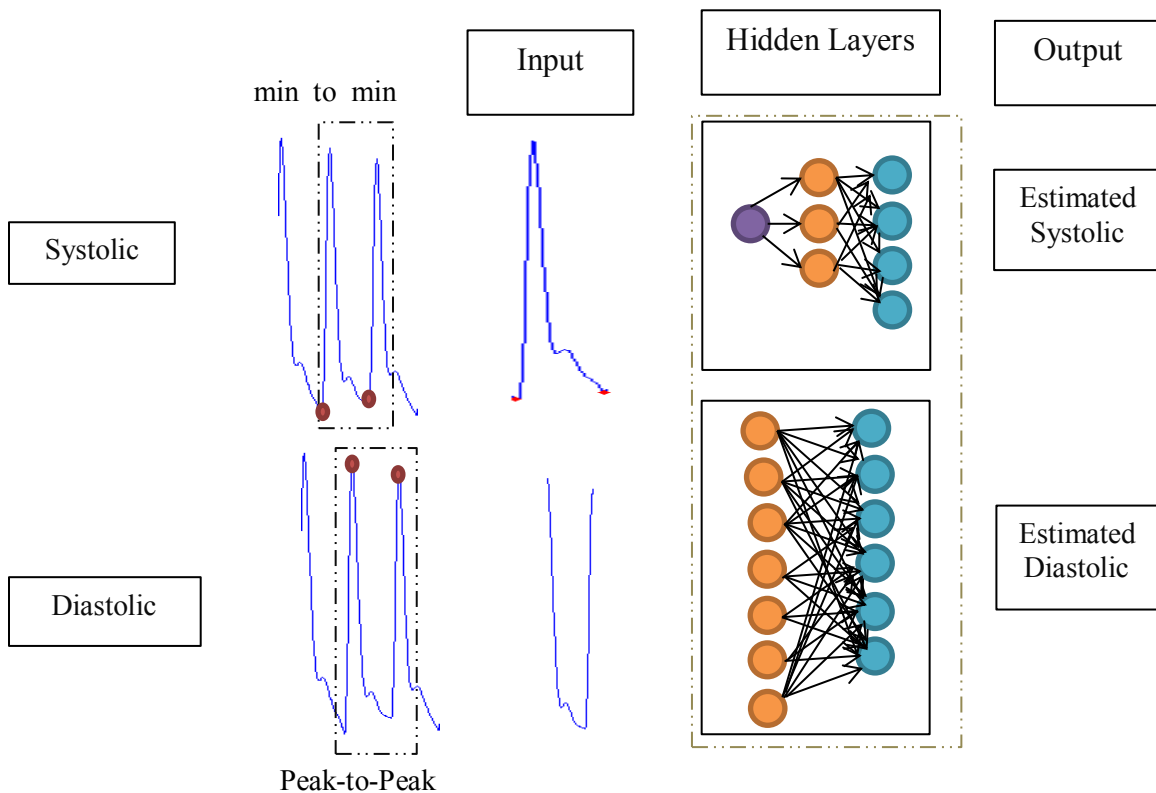 Input
Hidden Layers
Output
min to min
Systolic
Estimated
Systolic
Diastolic
Estimated
Diastolic
Peak-to-Peak